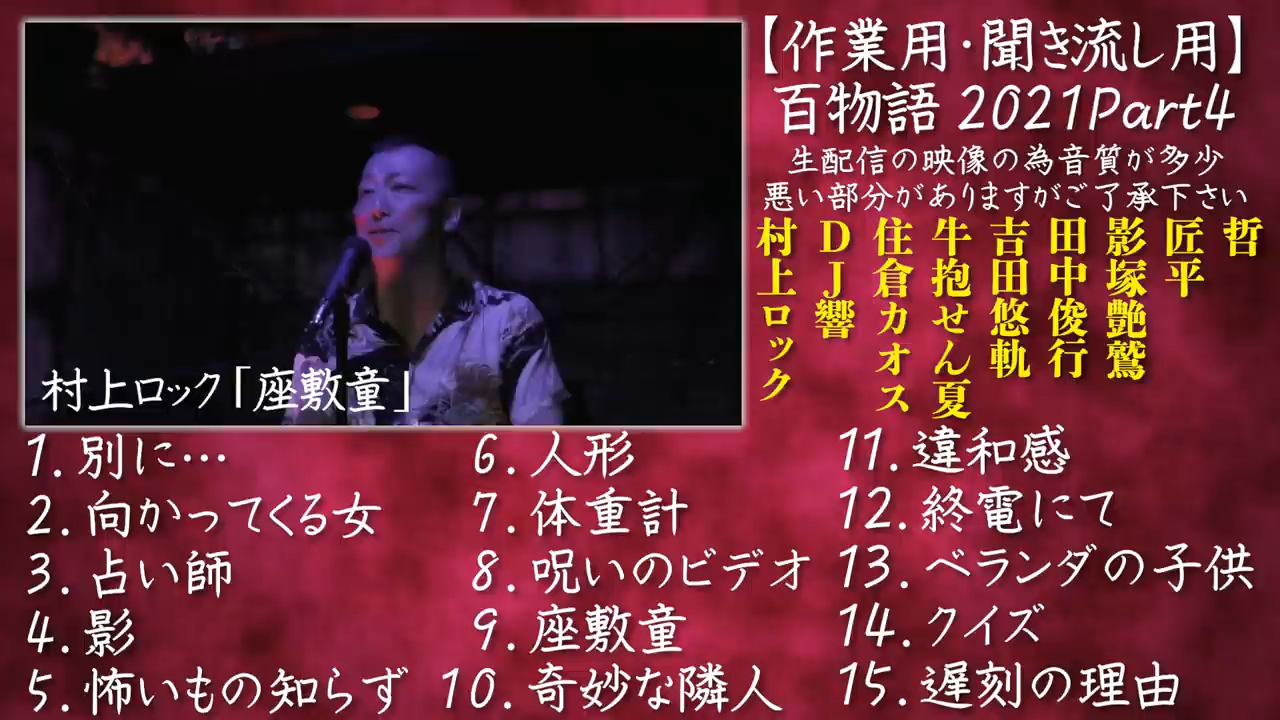 【作業用・聞き流し用】
百物語 2021Part4
生配信の映像の為音質が多少
悪い部分がありますがご了承下さい
哲
匠平
影塚艶鷲
田中俊行
吉田悠軌
牛抱せん夏
住倉カオス
DJ響
村上ロック
村上ロック「座敷童」
1. 別に…
2. 向かってくる女
3. 占い師
4. 影
5. 怖いもの知らず
6. 人形
7. 体重計
8. 呪いのビデオ
9. 座敷童
10. 奇妙な隣人
11. 違和感
12. 終電にて
13. ベランダの子供
14. クイズ
15. 遅刻の理由